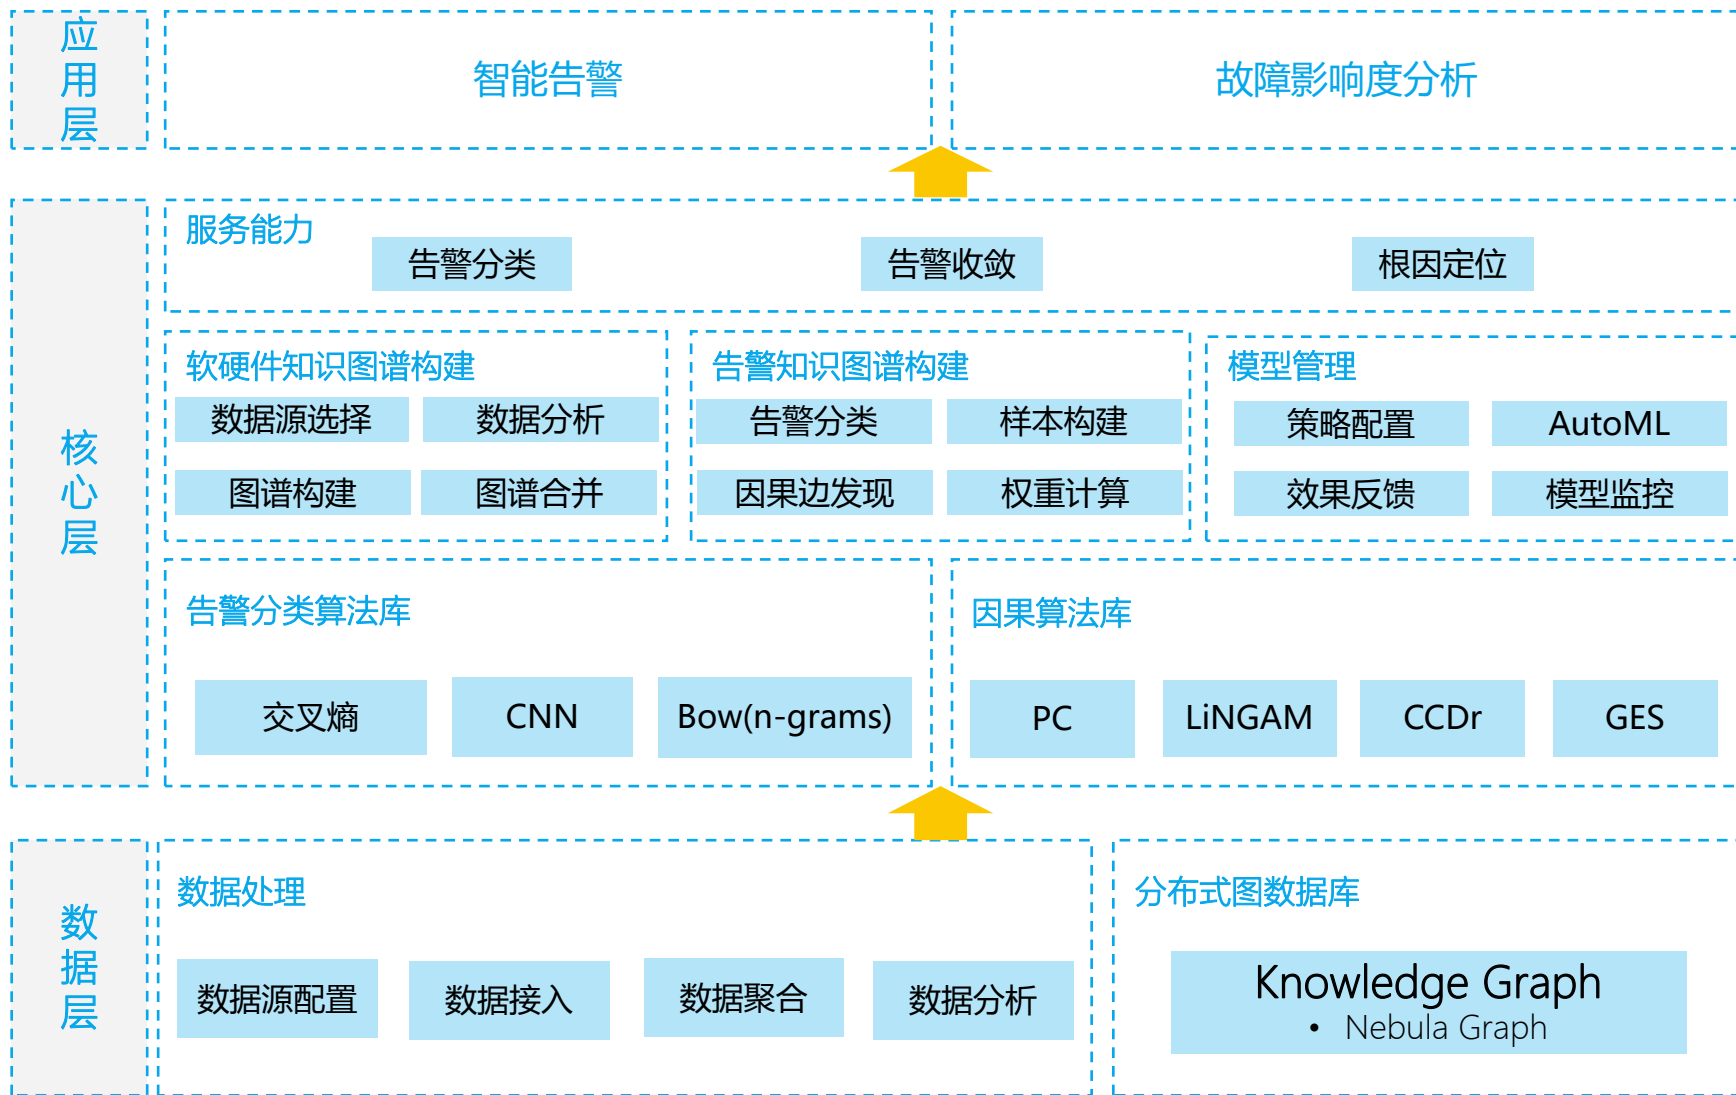 应用层
智能告警
故障影响度分析
核心层
服务能力
告警分类
告警收敛
根因定位
软硬件知识图谱构建
数据源选择
数据分析
图谱构建
图谱合并
告警知识图谱构建
告警分类
样本构建
因果边发现
权重计算
模型管理
策略配置
AutoML
效果反馈
模型监控
告警分类算法库
交叉熵
CNN
Bow(n-grams)
因果算法库
PC
LiNGAM
CCDr
GES
数据层
数据处理
数据源配置
数据接入
数据聚合
数据分析
分布式图数据库
Knowledge Graph
• Nebula Graph